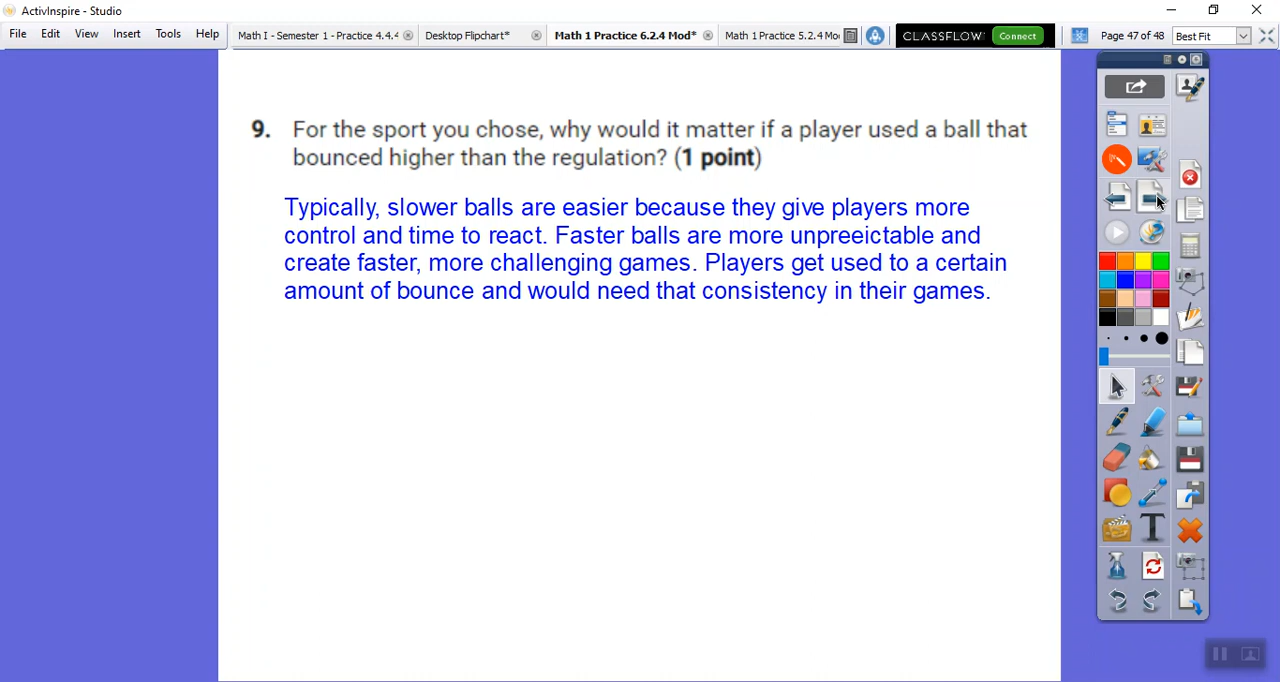 ActivInspire - Studio
File Edit View Insert Tools Help
Math I - Semester 1 - Practice 4.4.4
Desktop Flipchart*
Math 1 Practice 6.2.4 Mod*
Math 1 Practice 5.2.4 Mo
CLASSFLOW
Connect
Page 47 of 48
Best Fit
9. For the sport you chose, why would it matter if a player used a ball that
bounced higher than the regulation? (1 point)
Typically, slower balls are easier because they give players more
control and time to react. Faster balls are more unpreeictable and
create faster, more challenging games. Players get used to a certain
amount of bounce and would need that consistency in their games.
T